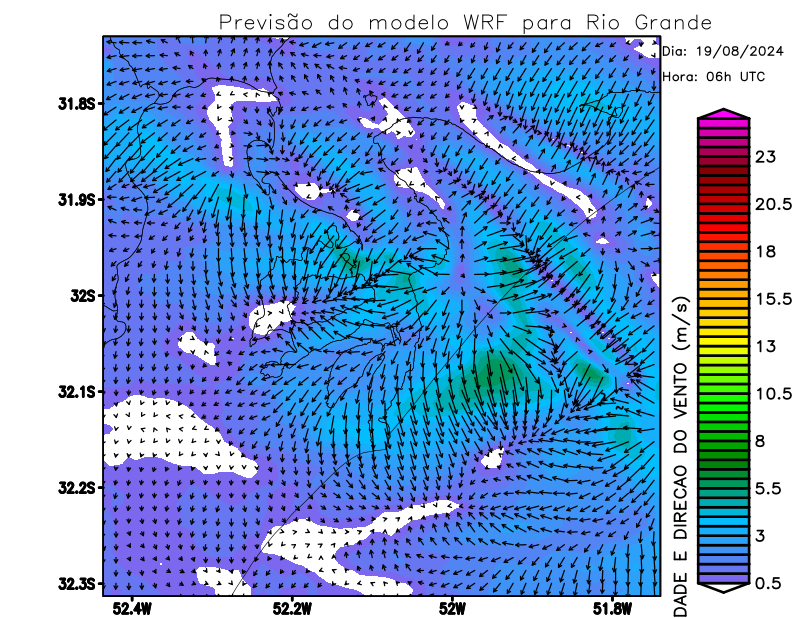 Previsão do modelo WRF para Rio Grande
Dia: 19/08/2024
Hora: 06h UTC
31.8S
31.9S
32S
32.1S
32.2S
32.3S
52.4W
52.2W
52W
51.8W
23
20.5
18
15.5
13
10.5
8
5.5
3
0.5
DADE E DIRECAO DO VENTO (m/s)